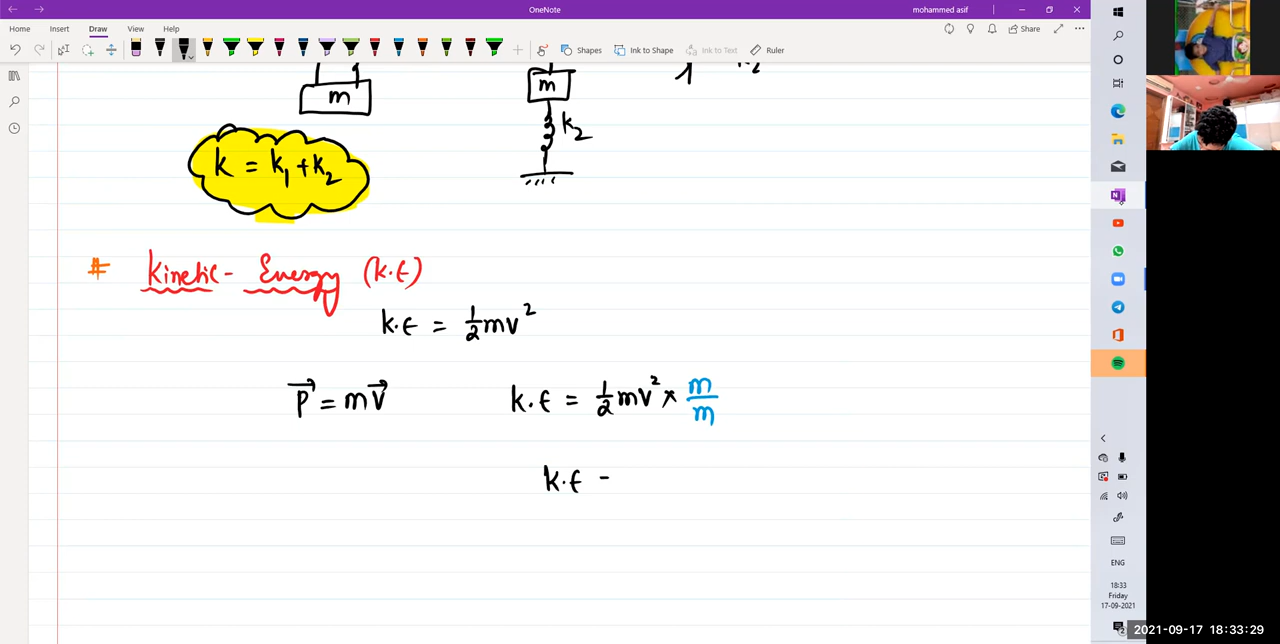 OneNote
mohammed asif
Home Insert Draw View Help
Share
Shapes Ink to Shape Ink to Text Ruler
m
m
k2
k2
k = k1 + k2
# Kinetic - Energy (K.E)
K.E = 1/2 mv²
P⃗ = mV⃗
K.E = 1/2 mv² × m/m
K.E =
ENG
18:33
Friday
17-09-2021
2021-09-17 18:33:29